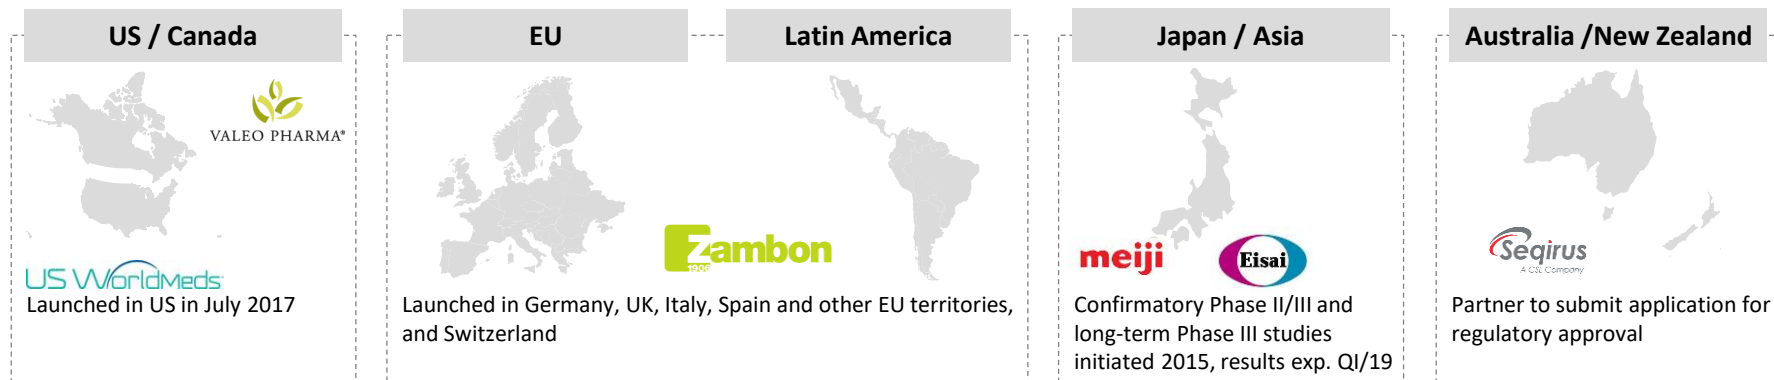 US / Canada
VALEO PHARMA®
US WorldMeds
Launched in US in July 2017
EU
Latin America
Zambon
1906
Launched in Germany, UK, Italy, Spain and other EU territories,
and Switzerland
Japan / Asia
meiji
Eisai
Confirmatory Phase II/III and
long-term Phase III studies
initiated 2015, results exp. QI/19
Australia /New Zealand
Seqirus
A CSL Company
Partner to submit application for
regulatory approval